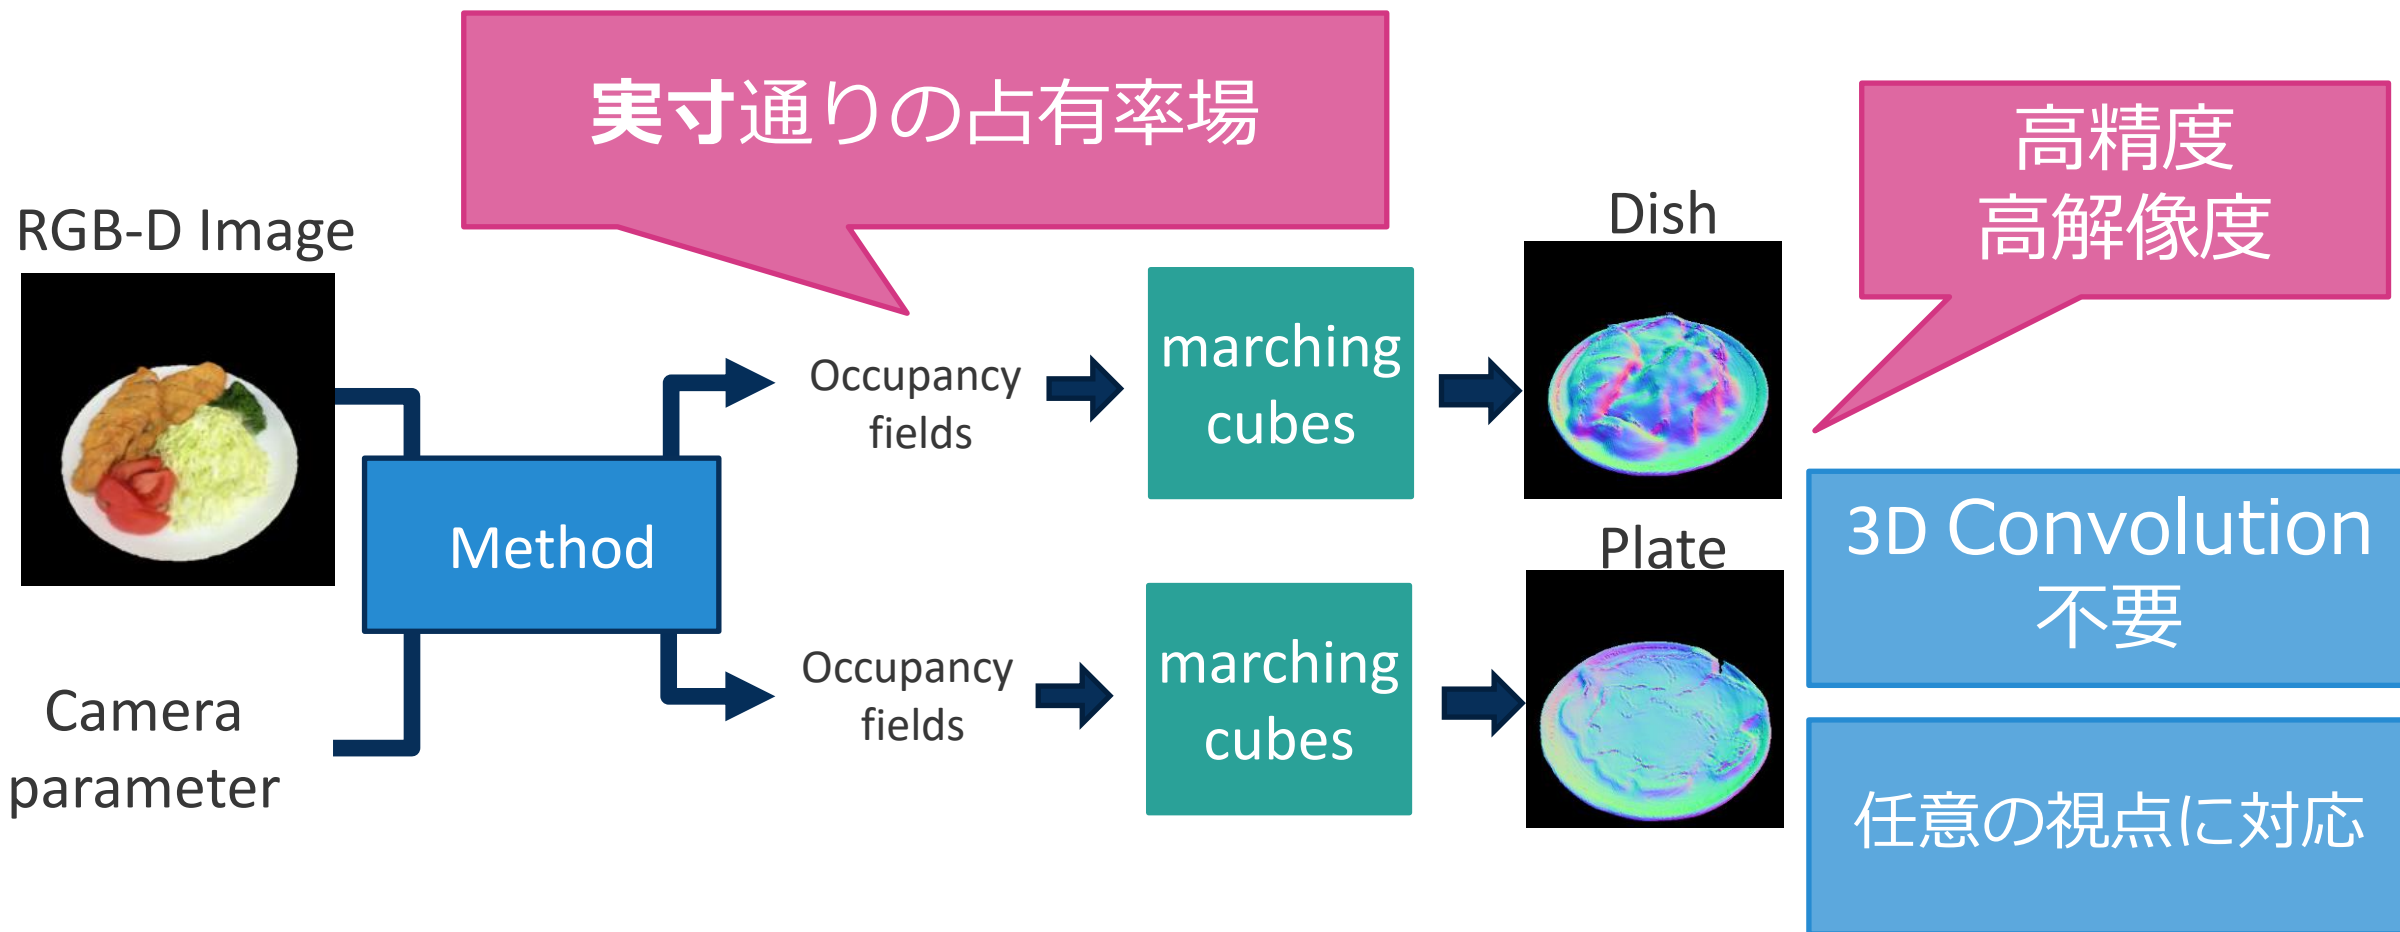 実寸通りの占有率場
高精度
高解像度
RGB-D Image
Dish
Occupancy
fields
marching
cubes
Method
3D Convolution
不要
Plate
Camera
parameter
Occupancy
fields
marching
cubes
任意の視点に対応